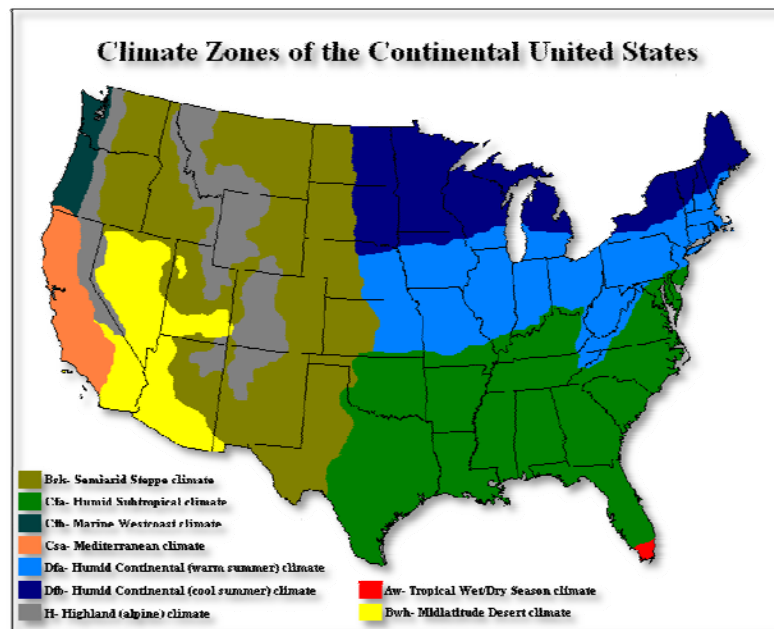 Climate Zones of the Continental United States
Bsk- Semiarid Steppe climate
Cfa- Humid Subtropical climate
Cfb- Marine Westcoast climate
Csa- Mediterranean climate
Dfa- Humid Continental (warm summer) climate
Dfb- Humid Continental (cool summer) climate
H- Highland (alpine) climate
Aw- Tropical Wet/Dry Season climate
Bwh- Midlatitude Desert climate